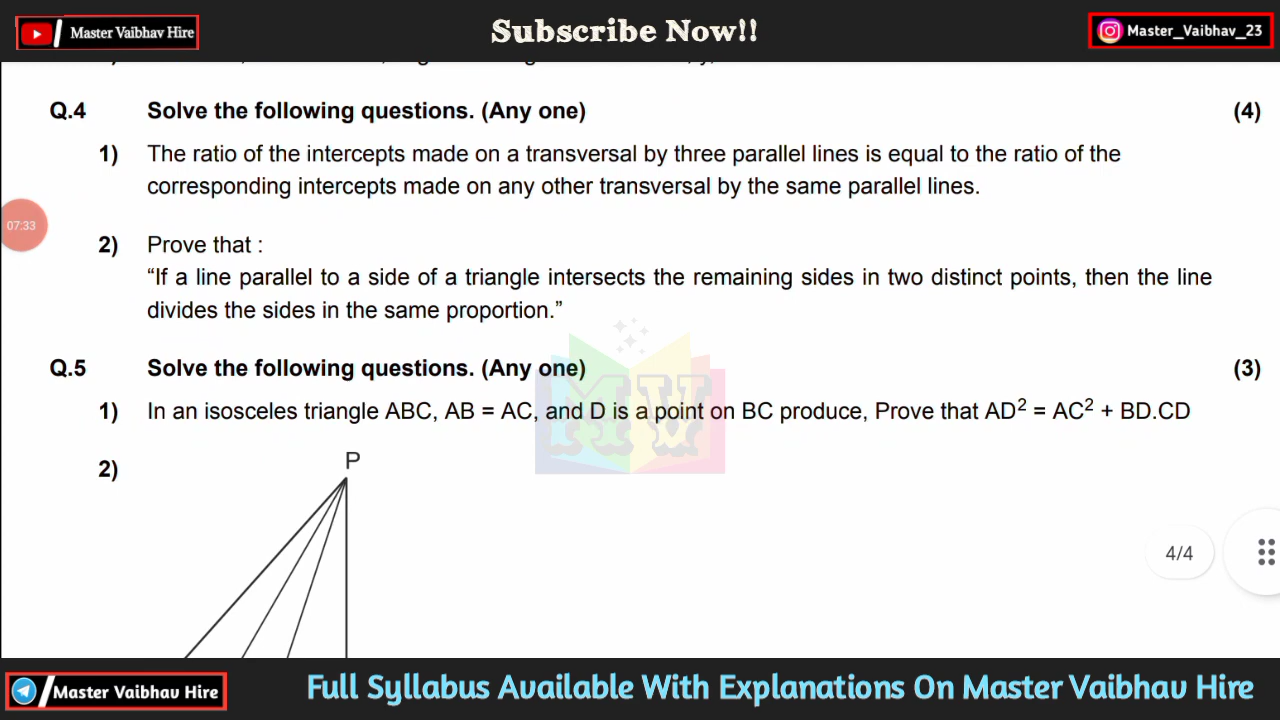 Master Vaibhav Hire
Subscribe Now!!
Master_Vaibhav_23
Q.4 Solve the following questions. (Any one) (4)
1) The ratio of the intercepts made on a transversal by three parallel lines is equal to the ratio of the
corresponding intercepts made on any other transversal by the same parallel lines.
07:33
2) Prove that :
“If a line parallel to a side of a triangle intersects the remaining sides in two distinct points, then the line
divides the sides in the same proportion.”
MW
Q.5 Solve the following questions. (Any one) (3)
1) In an isosceles triangle ABC, AB = AC, and D is a point on BC produce, Prove that AD² = AC² + BD.CD
2)
P
4/4
Master Vaibhav Hire
Full Syllabus Available With Explanations On Master Vaibhav Hire